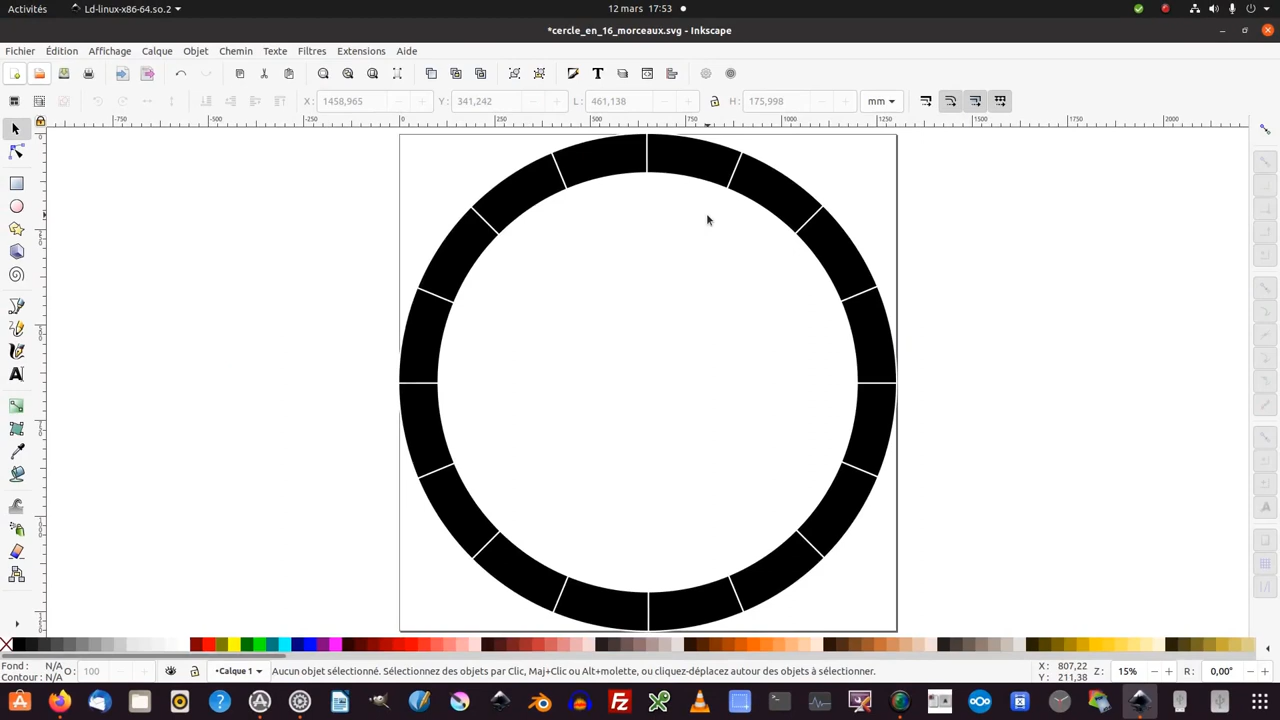 Activités
Ld-linux-x86-64.so.2
12 mars 17:53
*cercle_en_16_morceaux.svg - Inkscape
Fichier Édition Affichage Calque Objet Chemin Texte Filtres Extensions Aide
X: 1458,965 Y: 341,242 L: 461,138 H: 175,998 mm
-750 -500 -250 0 250 500 750 1000 1250 1500 1750 2000
Fond : N/A
Contour : N/A
O: 100
•Calque 1
Aucun objet sélectionné. Sélectionnez des objets par Clic, Maj+Clic ou Alt+molette, ou cliquez-déplacez autour des objets à sélectionner.
X: 807,22
Y: 211,38
Z: 15%
R: 0,00°